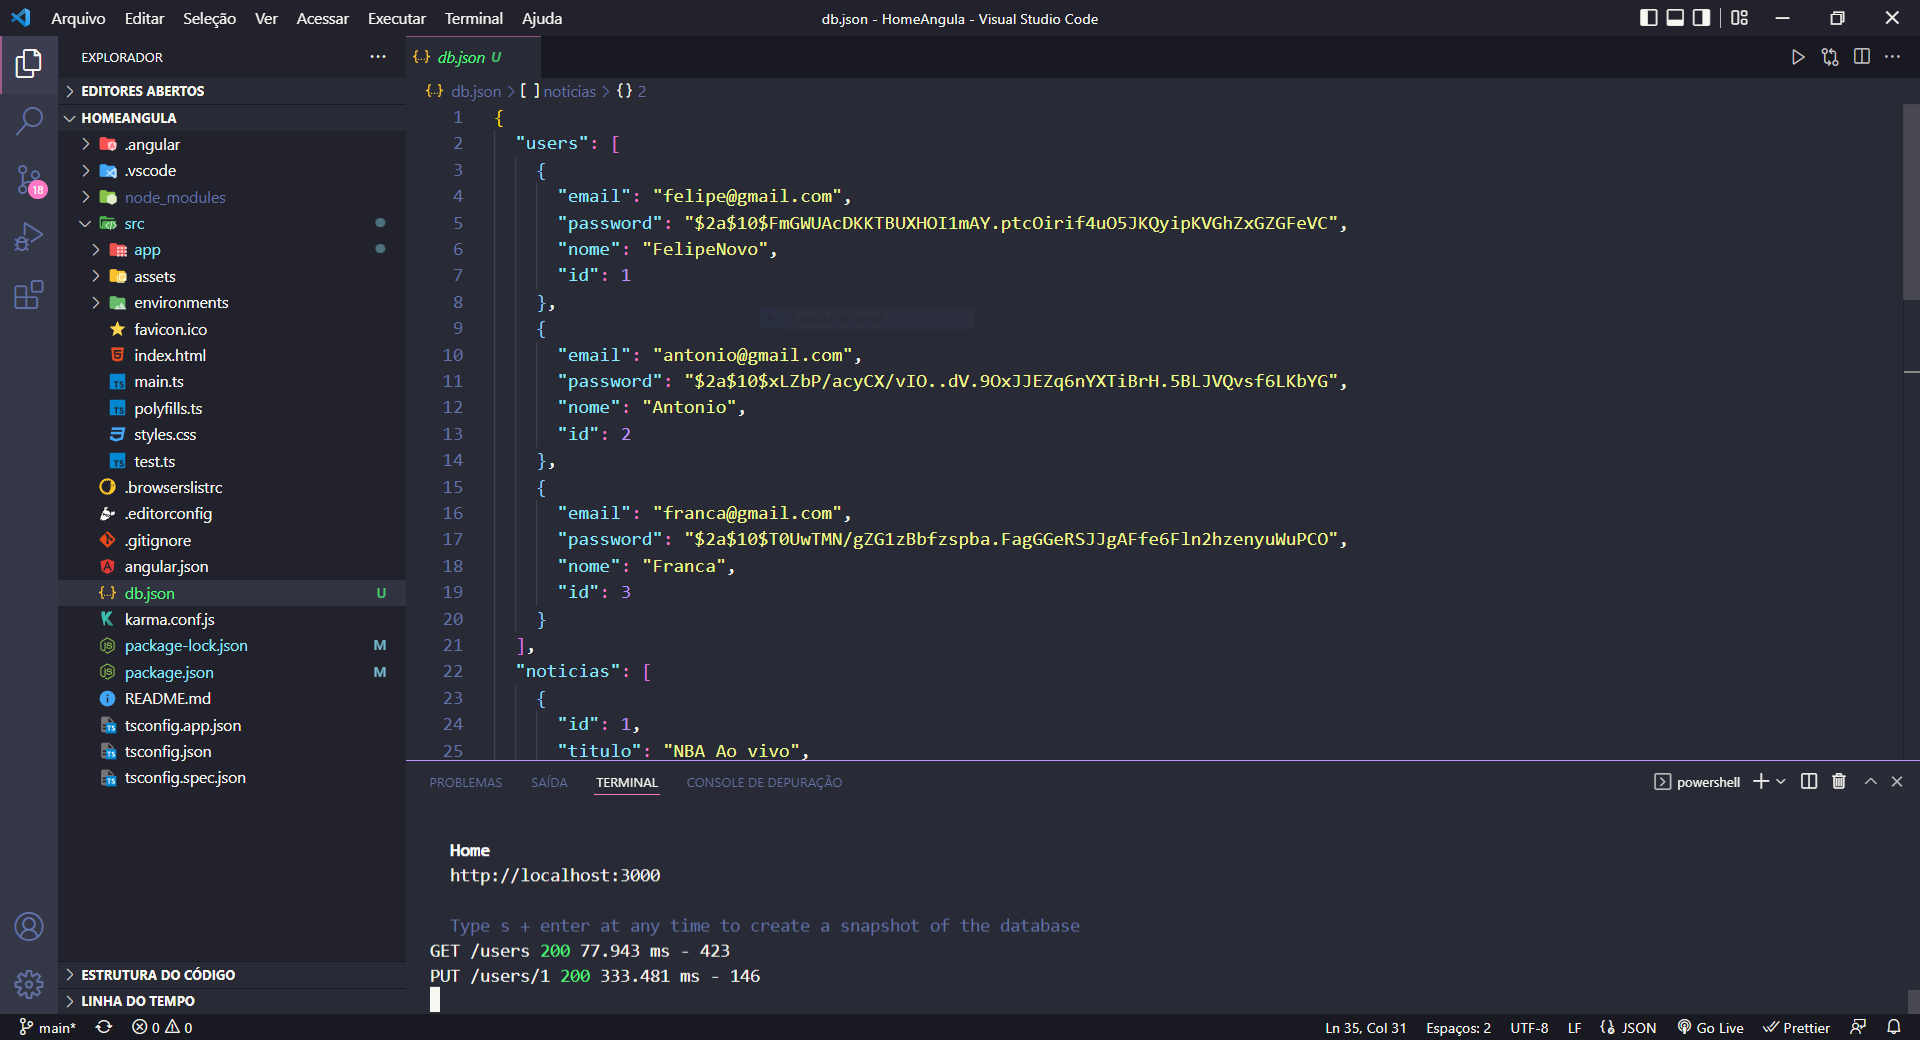 Arquivo Editar Seleção Ver Acessar Executar Terminal Ajuda
db.json - HomeAngula - Visual Studio Code
EXPLORADOR
EDITORES ABERTOS
HOMEANGULA
.angular
.vscode
node_modules
src
app
assets
environments
favicon.ico
index.html
main.ts
polyfills.ts
styles.css
test.ts
.browserslistrc
.editorconfig
.gitignore
angular.json
db.json U
karma.conf.js
package-lock.json M
package.json M
README.md
tsconfig.app.json
tsconfig.json
tsconfig.spec.json
ESTRUTURA DO CÓDIGO
LINHA DO TEMPO
18
{..} db.json U
{..} db.json > [ ] noticias > {} 2
1 {
2 "users": [
3 {
4 "email": "felipe@gmail.com",
5 "password": "$2a$10$FmGWUAcDKKTBUXHOI1mAY.ptcOirif4uO5JKQyipKVGhZxGZGFeVC",
6 "nome": "FelipeNovo",
7 "id": 1
8 },
9 {
10 "email": "antonio@gmail.com",
11 "password": "$2a$10$xLZbP/acyCX/vIO..dV.9OxJJEZq6nYXTiBrH.5BLJVQvsf6LKbYG",
12 "nome": "Antonio",
13 "id": 2
14 },
15 {
16 "email": "franca@gmail.com",
17 "password": "$2a$10$T0UwTMN/gZG1zBbfzspba.FagGGeRSJJgAFfe6Fln2hzenyuWuPCO",
18 "nome": "Franca",
19 "id": 3
20 }
21 ],
22 "noticias": [
23 {
24 "id": 1,
25 "titulo": "NBA Ao vivo",
PROBLEMAS SAÍDA TERMINAL CONSOLE DE DEPURAÇÃO
powershell
Home
http://localhost:3000
Type s + enter at any time to create a snapshot of the database
GET /users 200 77.943 ms - 423
PUT /users/1 200 333.481 ms - 146
main* 0 0 Ln 35, Col 31 Espaços: 2 UTF-8 LF JSON Go Live Prettier